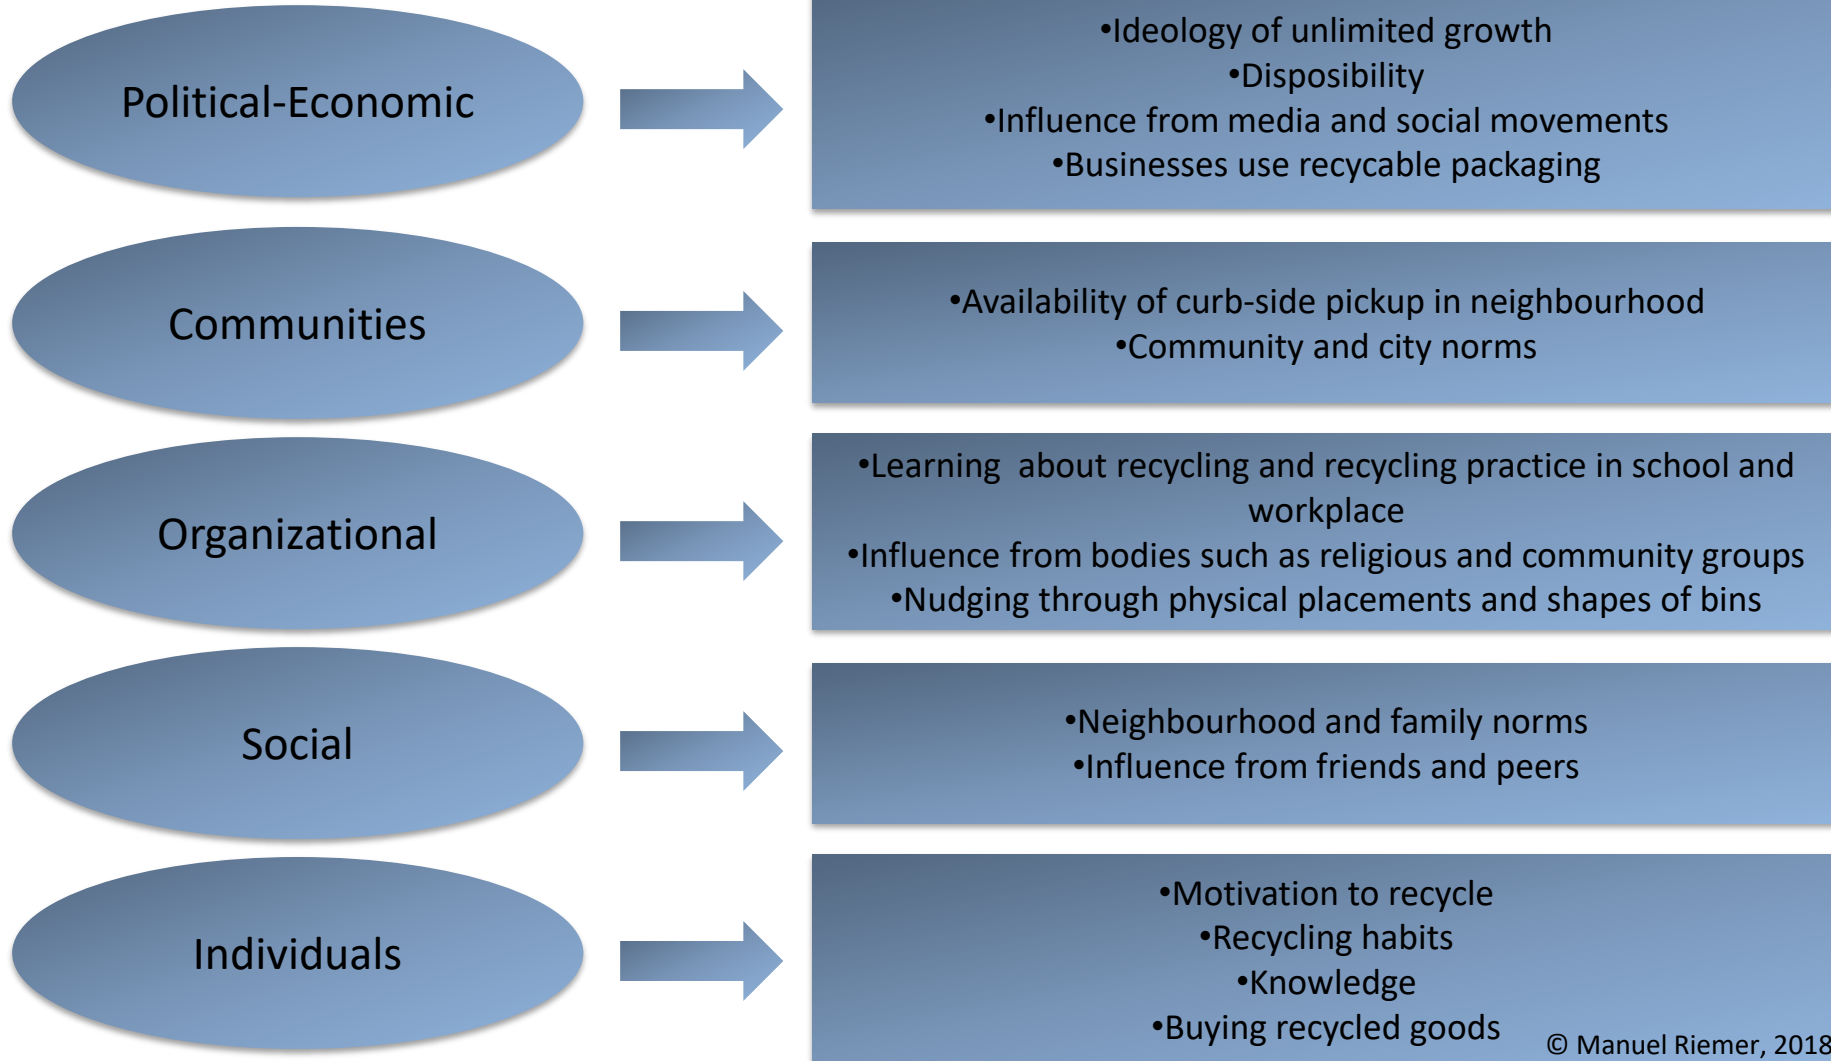 Political-Economic
•Ideology of unlimited growth
•Disposibility
•Influence from media and social movements
•Businesses use recycable packaging
Communities
•Availability of curb-side pickup in neighbourhood
•Community and city norms
Organizational
•Learning  about recycling and recycling practice in school and
workplace
•Influence from bodies such as religious and community groups
•Nudging through physical placements and shapes of bins
Social
•Neighbourhood and family norms
•Influence from friends and peers
Individuals
•Motivation to recycle
•Recycling habits
•Knowledge
•Buying recycled goods
© Manuel Riemer, 2018